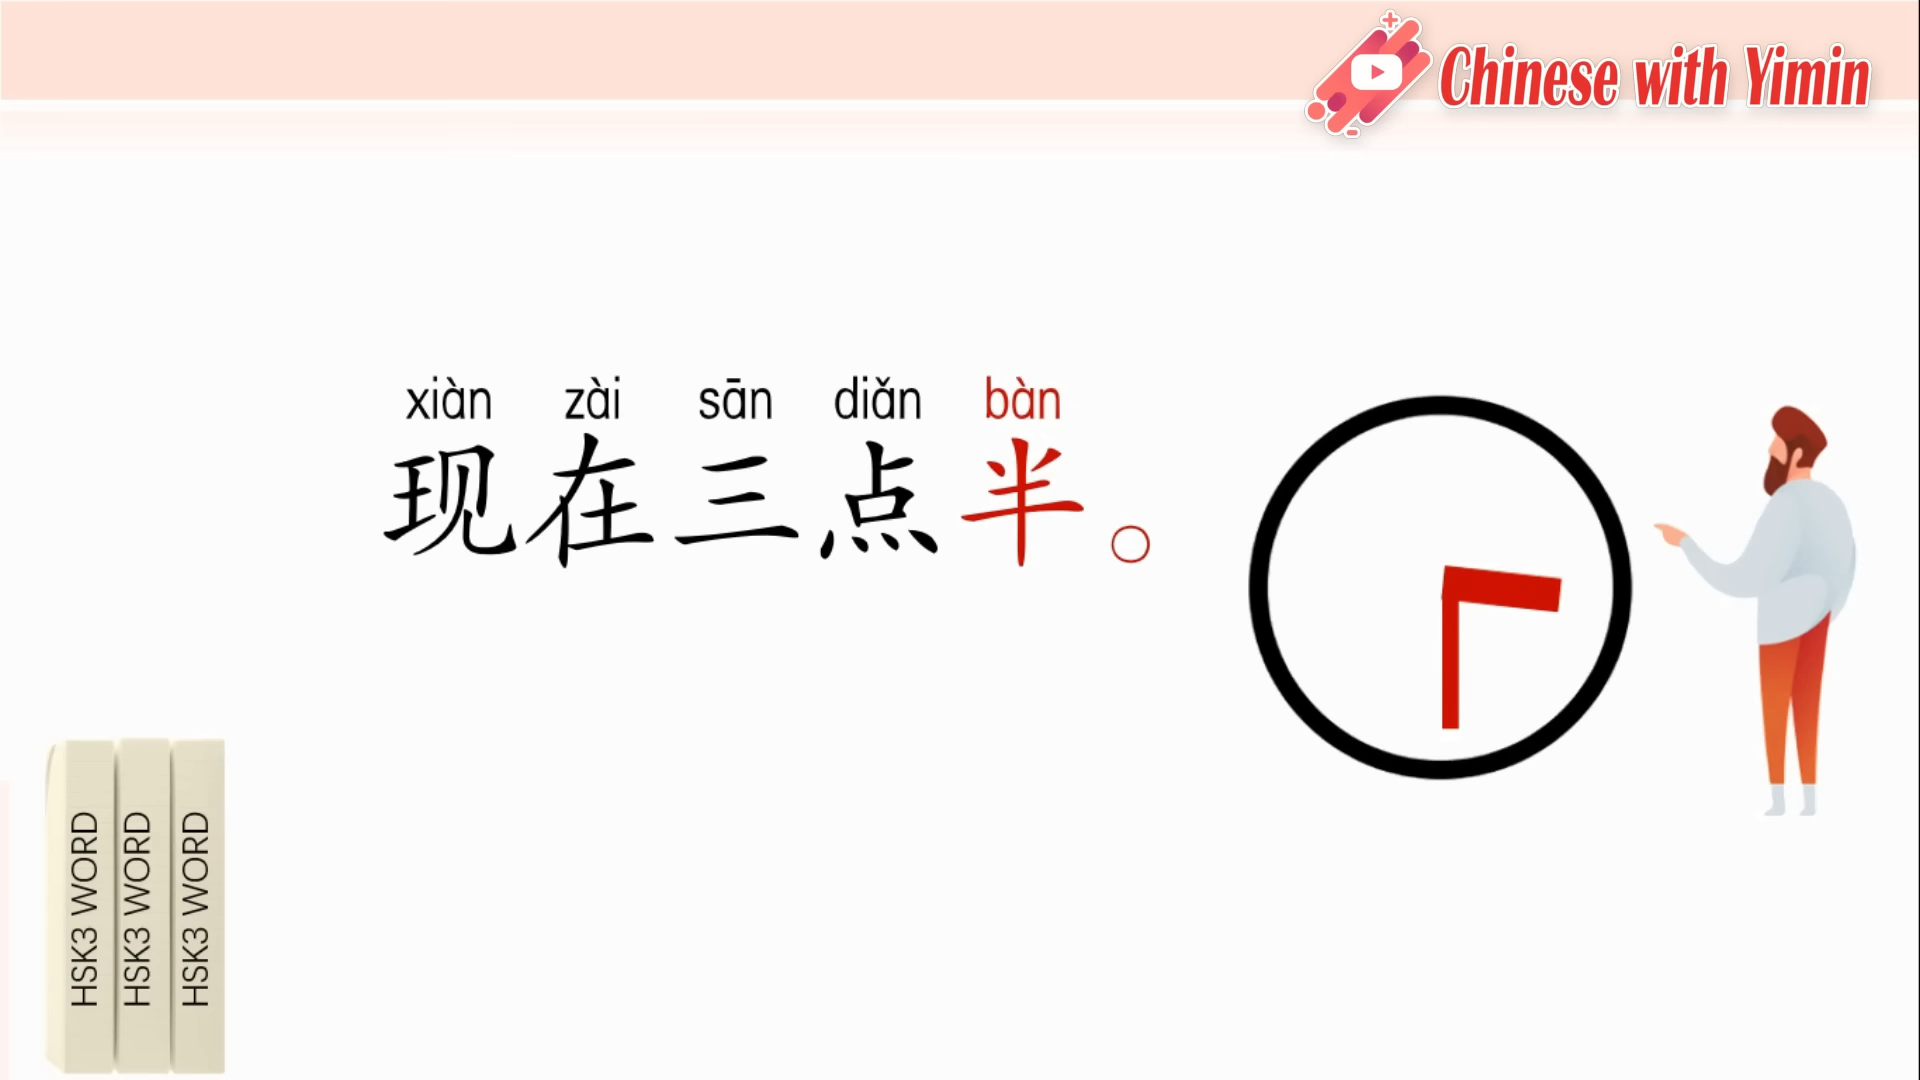 Chinese with Yimin
xiàn zài sān diǎn bàn
现在三点半。
HSK3 WORD
HSK3 WORD
HSK3 WORD